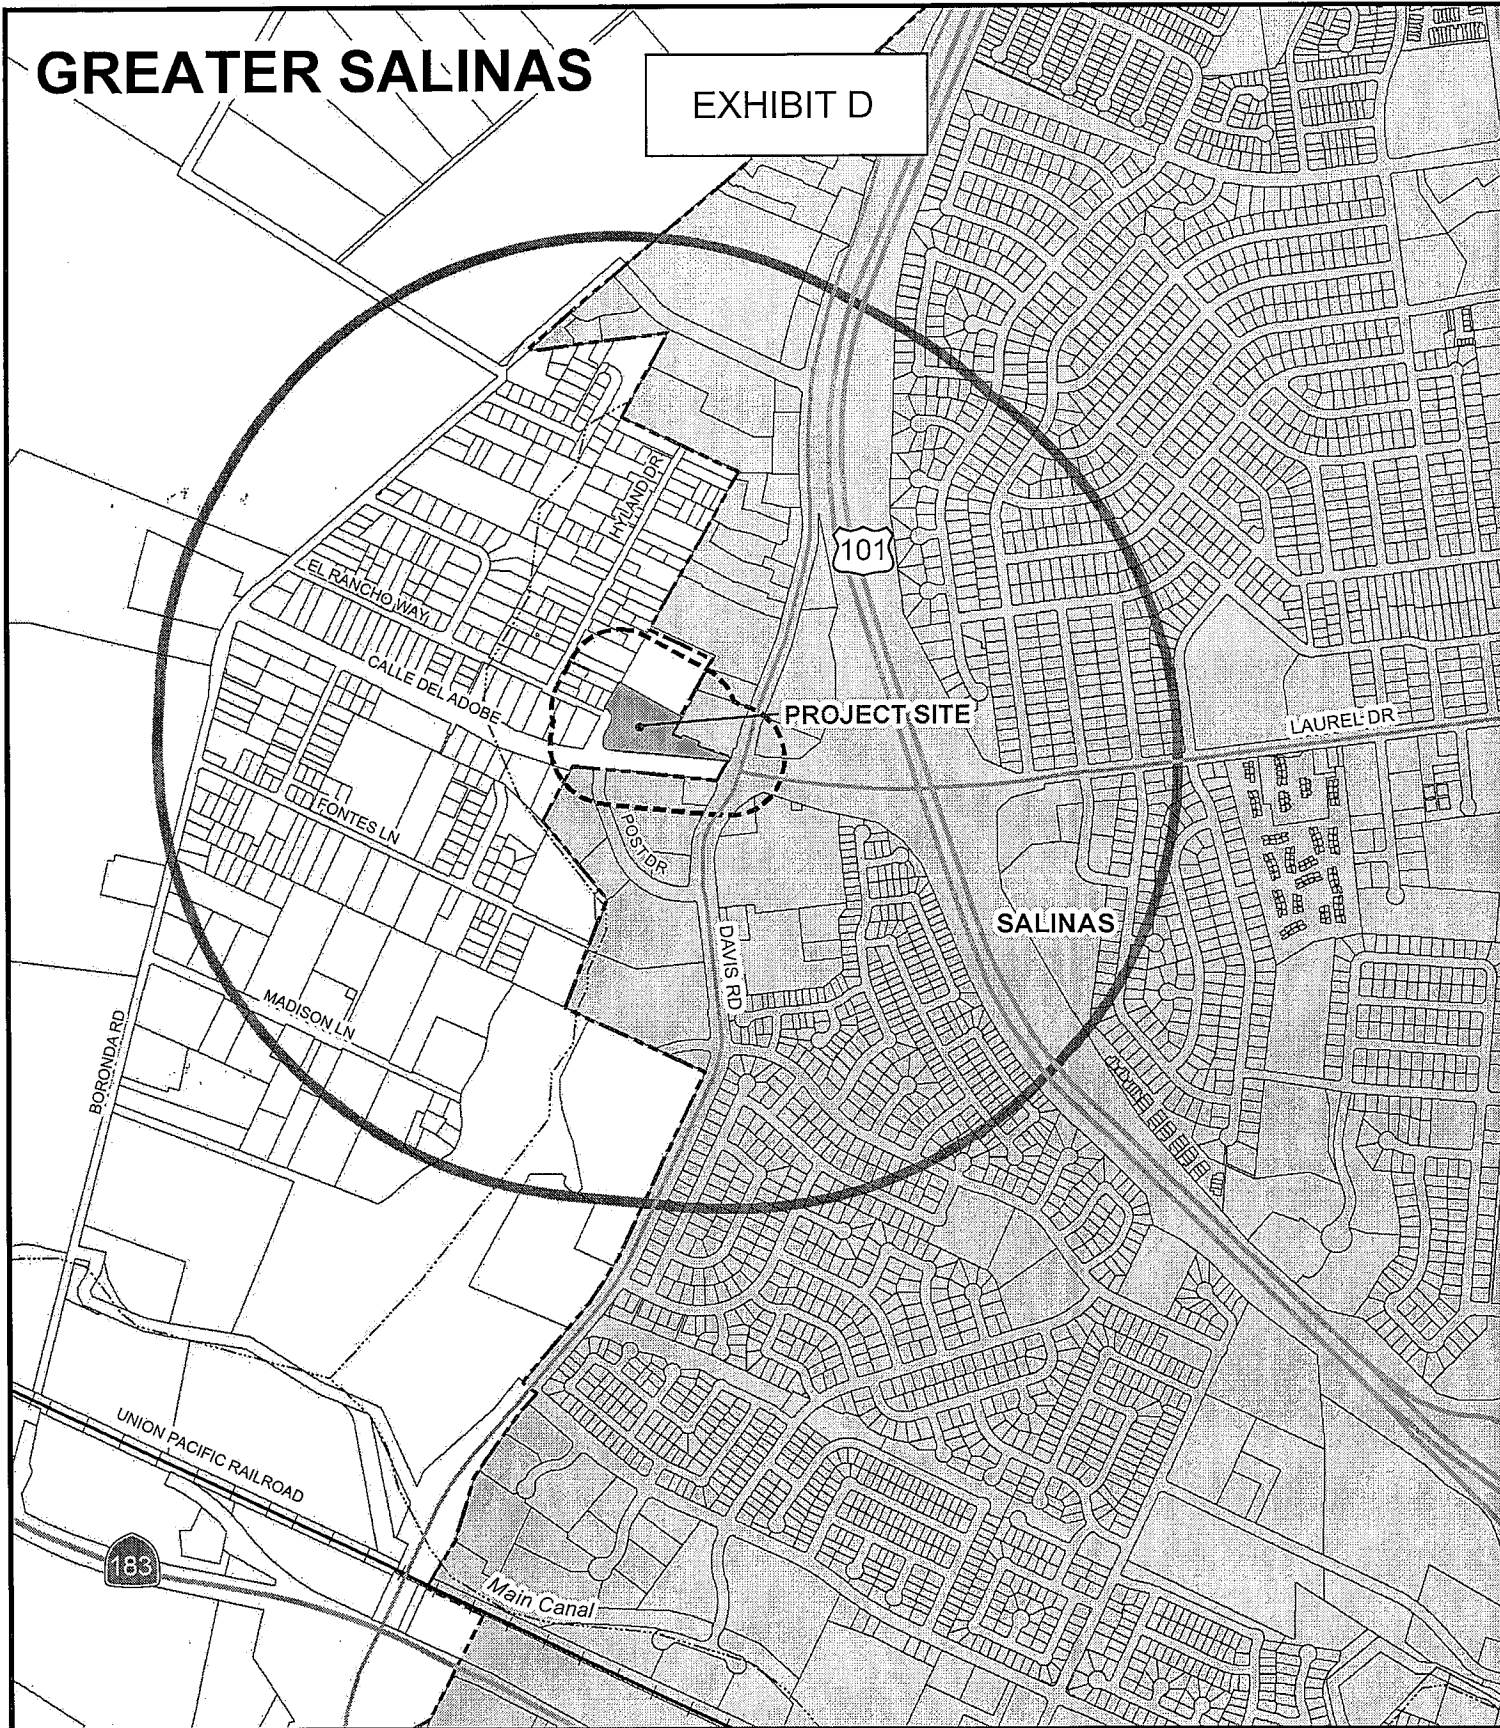 GREATER SALINAS
EXHIBIT D
HYLAND DR
101
EL RANCHO WAY
CALLE DEL ADOBE
PROJECT SITE
LAUREL DR
FONTES LN
POST DR
SALINAS
DAVIS RD
MADISON LN
BORONDA RD
UNION PACIFIC RAILROAD
183
Main Canal